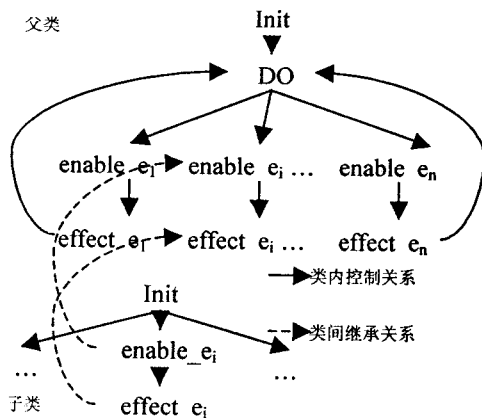 父类
Init
DO
enable e1 enable ei ... enable en
effect e1 effect ei ... effect en
类内控制关系
Init
类间继承关系
... enable_ei ...
子类
effect ei